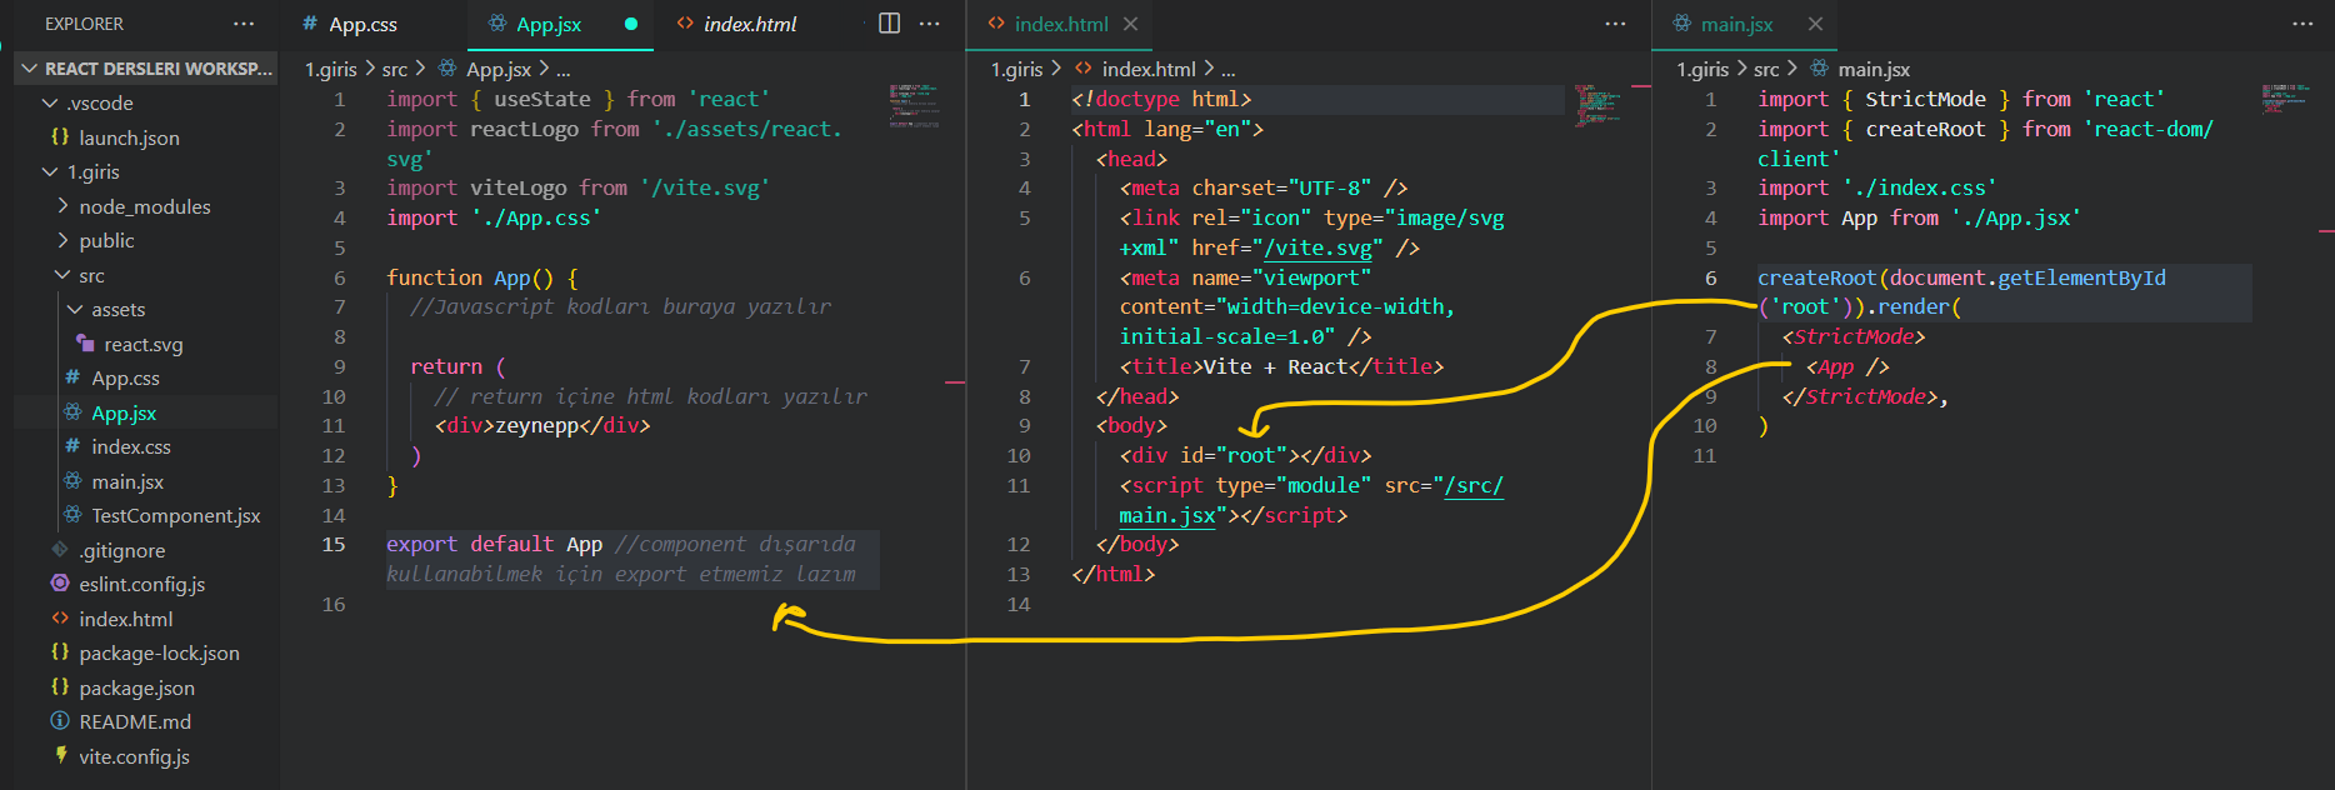 EXPLORER
REACT DERSLERI WORKSP...
.vscode
launch.json
1.giris
node_modules
public
src
assets
react.svg
App.css
App.jsx
index.css
main.jsx
TestComponent.jsx
.gitignore
eslint.config.js
index.html
package-lock.json
package.json
README.md
vite.config.js
App.css
App.jsx
index.html
1.giris > src > App.jsx > ...
1 import { useState } from 'react'
2 import reactLogo from './assets/react.
svg'
3 import viteLogo from '/vite.svg'
4 import './App.css'
5
6 function App() {
7 //Javascript kodları buraya yazılır
8
9 return (
10 // return içine html kodları yazılır
11 <div>zeynepp</div>
12 )
13 }
14
15 export default App //component dışarıda
kullanabilmek için export etmemiz lazım
16
index.html
1.giris > index.html > ...
1 <!doctype html>
2 <html lang="en">
3 <head>
4 <meta charset="UTF-8" />
5 <link rel="icon" type="image/svg
+xml" href="/vite.svg" />
6 <meta name="viewport"
content="width=device-width,
initial-scale=1.0" />
7 <title>Vite + React</title>
8 </head>
9 <body>
10 <div id="root"></div>
11 <script type="module" src="/src/
main.jsx"></script>
12 </body>
13 </html>
14
main.jsx
1.giris > src > main.jsx
1 import { StrictMode } from 'react'
2 import { createRoot } from 'react-dom/
client'
3 import './index.css'
4 import App from './App.jsx'
5
6 createRoot(document.getElementById
('root')).render(
7 <StrictMode>
8 <App />
9 </StrictMode>,
10 )
11